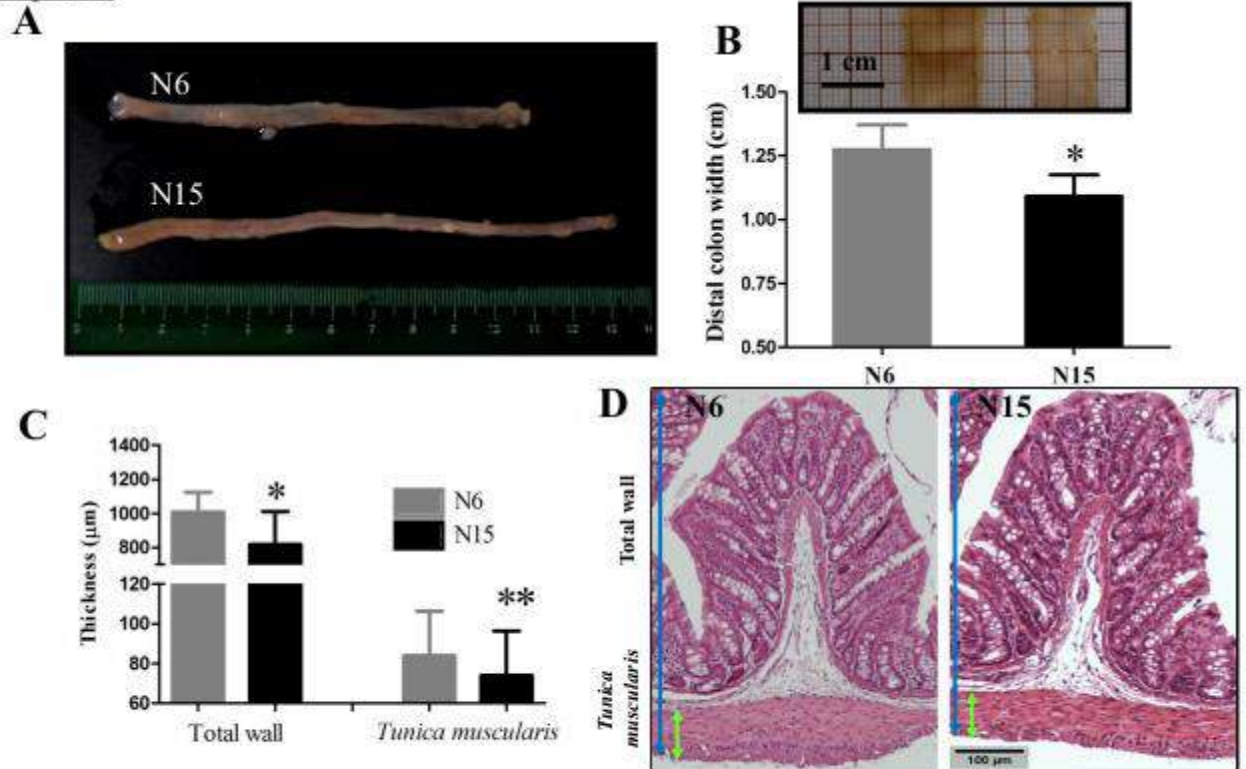 A
N6
N15
B
1 cm
Distal colon width (cm)
1.50
1.25
1.00
0.75
0.50
*
N6
N15
C
Thickness (μm)
1400
1200
1000
800
120
100
80
60
*
**
N6
N15
Total wall
Tunica muscularis
D
N6
N15
Total wall
Tunica
muscularis
100 μm